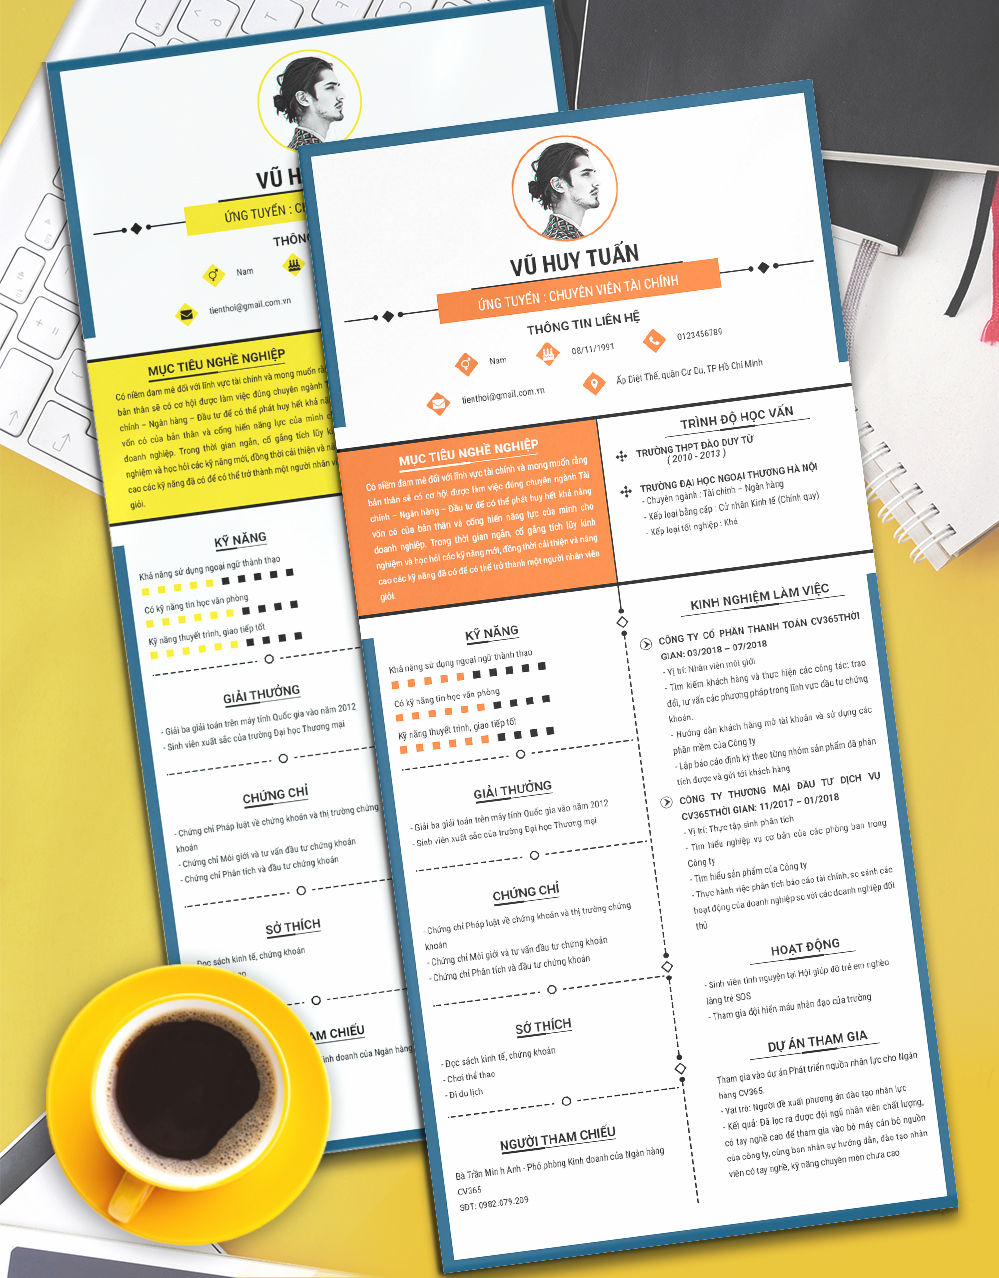 VŨ H
ỨNG TUYỂN : C
THÔN
Nam
tienthoi@gmail.com.vn
MỤC TIÊU NGHỀ NGHIỆP
Có niềm đam mê đối với lĩnh vực tài chính và mong muốn rằng
bản thân sẽ có cơ hội được làm việc đúng chuyên ngành T
chính – Ngân hàng – Đầu tư để có thể phát huy hết khả năn
vốn có của bản thân và cống hiến năng lực của mình c
doanh nghiệp. Trong thời gian ngắn, cố gắng tích lũy k
nghiệm và học hỏi các kỹ năng mới, đồng thời cải thiện và nâ
cao các kỹ năng đã có để có thể trở thành một người nhân v
giỏi.
KỸ NĂNG
Khả năng sử dụng ngoại ngữ thành thạo
Có kỹ năng tin học văn phòng
Kỹ năng thuyết trình, giao tiếp tốt
GIẢI THƯỞNG
- Giải ba giải toán trên máy tính Quốc gia vào năm 2012
- Sinh viên xuất sắc của trường Đại học Thương mại
CHỨNG CHỈ
- Chứng chỉ Pháp luật về chứng khoán và thị trường chứng
khoán
- Chứng chỉ Môi giới và tư vấn đầu tư chứng khoán
- Chứng chỉ Phân tích và đầu tư chứng khoán
SỞ THÍCH
Đọc sách kinh tế, chứng khoán
thao
AM CHIẾU
inh doanh của Ngân hàng
VŨ HUY TUẤN
ỨNG TUYỂN : CHUYÊN VIÊN TÀI CHÍNH
THÔNG TIN LIÊN HỆ
Nam
08/11/1991
0123456789
tienthoi@gmail.com.vn
Ấp Diêt Thế, quân Cư Du, TP Hồ Chí Minh
MỤC TIÊU NGHỀ NGHIỆP
Có niềm đam mê đối với lĩnh vực tài chính và mong muốn rằng
bản thân sẽ có cơ hội được làm việc đúng chuyên ngành Tài
chính – Ngân hàng – Đầu tư để có thể phát huy hết khả năng
vốn có của bản thân và cống hiến năng lực của mình cho
doanh nghiệp. Trong thời gian ngắn, cố gắng tích lũy kinh
nghiệm và học hỏi các kỹ năng mới, đồng thời cải thiện và nâng
cao các kỹ năng đã có để có thể trở thành một người nhân viên
giỏi.
TRÌNH ĐỘ HỌC VẤN
TRƯỜNG THPT ĐÀO DUY TỪ
( 2010 - 2013 )
TRƯỜNG ĐẠI HỌC NGOẠI THƯƠNG HÀ NỘI
- Chuyên ngành : Tài chính – Ngân hàng
- Xếp loại bằng cấp : Cử nhân Kinh tế (Chính quy)
- Xếp loại tốt nghiệp : Khá
KỸ NĂNG
Khả năng sử dụng ngoại ngữ thành thạo
Có kỹ năng tin học văn phòng
Kỹ năng thuyết trình, giao tiếp tốt
GIẢI THƯỞNG
- Giải ba giải toán trên máy tính Quốc gia vào năm 2012
- Sinh viên xuất sắc của trường Đại học Thương mại
CHỨNG CHỈ
- Chứng chỉ Pháp luật về chứng khoán và thị trường chứng
khoán
- Chứng chỉ Môi giới và tư vấn đầu tư chứng khoán
- Chứng chỉ Phân tích và đầu tư chứng khoán
SỞ THÍCH
- Đọc sách kinh tế, chứng khoán
- Chơi thể thao
- Đi du lịch
NGƯỜI THAM CHIẾU
Bà Trần Min h Anh - Phó phòng Kinh doanh của Ngân hàng
CV365
SĐT: 0982.079.209
KINH NGHIỆM LÀM VIỆC
CÔNG TY CỔ PHẦN THANH TOÁN CV365THỜI
GIAN: 03/2018 – 07/2018
- Vị trí: Nhân viên môi giới
- Tìm kiếm khách hàng và thực hiện các công tác: trao
đổi, tư vấn các phương pháp trong lĩnh vực đầu tư chứng
khoán.
- Hướng dẫn khách hàng mở tài khoản và sử dụng các
phần mềm của Công ty
- Lập báo cáo định kỳ theo từng nhóm sản phẩm đã phân
tích được và gửi tới khách hàng
CÔNG TY THƯƠNG MẠI ĐẦU TƯ DỊCH VỤ
CV365THỜI GIAN: 11/2017 – 01/2018
- Vị trí: Thực tập sinh phân tích
- Tìm hiểu nghiệp vụ cơ bản của các phòng ban trong
Công ty
- Tìm hiểu sản phẩm của Công ty
- Thực hành việc phân tích báo cáo tài chính, so sánh các
hoạt động của doanh nghiệp so với các doanh nghiệp đối
thủ
HOẠT ĐỘNG
- Sinh viên tình nguyện tại Hội giúp đỡ trẻ em nghèo
làng trẻ SOS
- Tham gia đội hiến máu nhân đạo của trường
DỰ ÁN THAM GIA
Tham gia vào dự án Phát triển nguồn nhân lực cho Ngân
hàng CV365.
- Vai trò: Người đề xuất phương án đào tạo nhân lực
- Kết quả: Đã lọc ra được đội ngũ nhân viên chất lượng,
có tay nghề cao để tham gia vào bộ máy cán bộ nguồn
của công ty, cùng ban nhân sự hướng dẫn, đào tạo nhân
viên có tay nghề, kỹ năng chuyên môn chưa cao